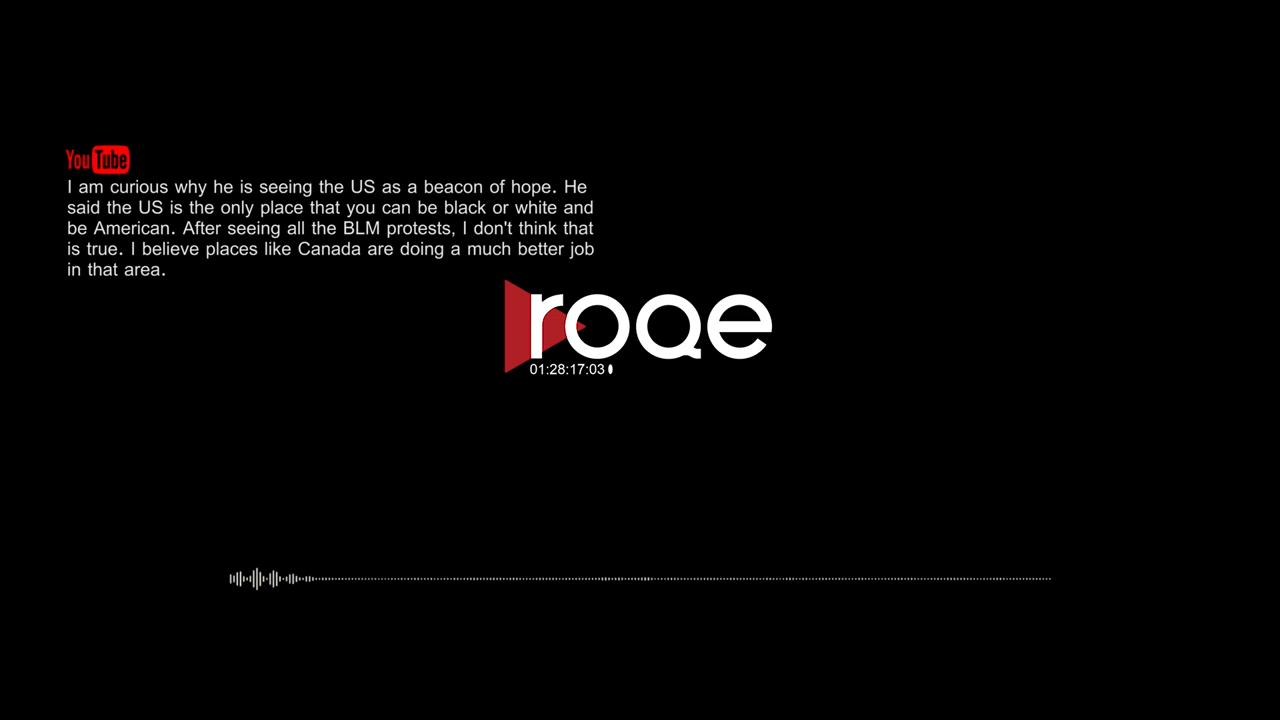 YouTube
I am curious why he is seeing the US as a beacon of hope. He
said the US is the only place that you can be black or white and
be American. After seeing all the BLM protests, I don't think that
is true. I believe places like Canada are doing a much better job
in that area.
roqe
01:28:17:03